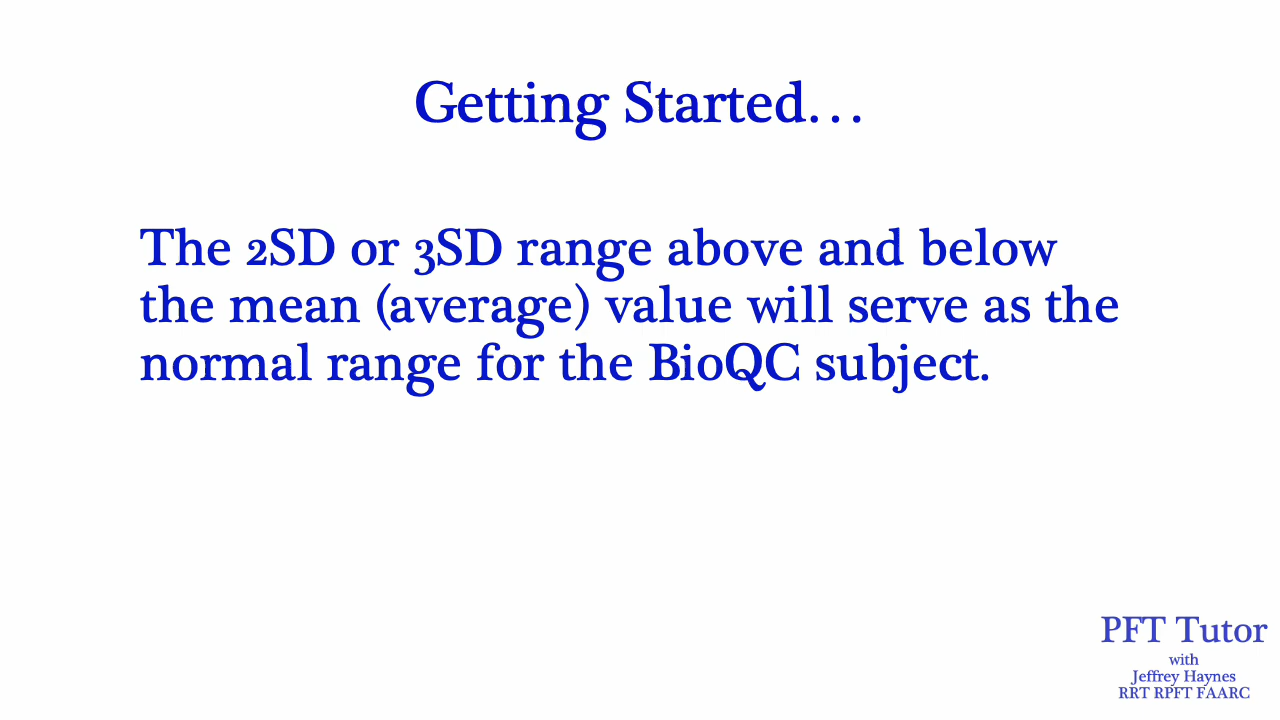 Getting Started...
The 2SD or 3SD range above and below
the mean (average) value will serve as the
normal range for the BioQC subject.
PFT Tutor
with
Jeffrey Haynes
RRT RPFT FAARC